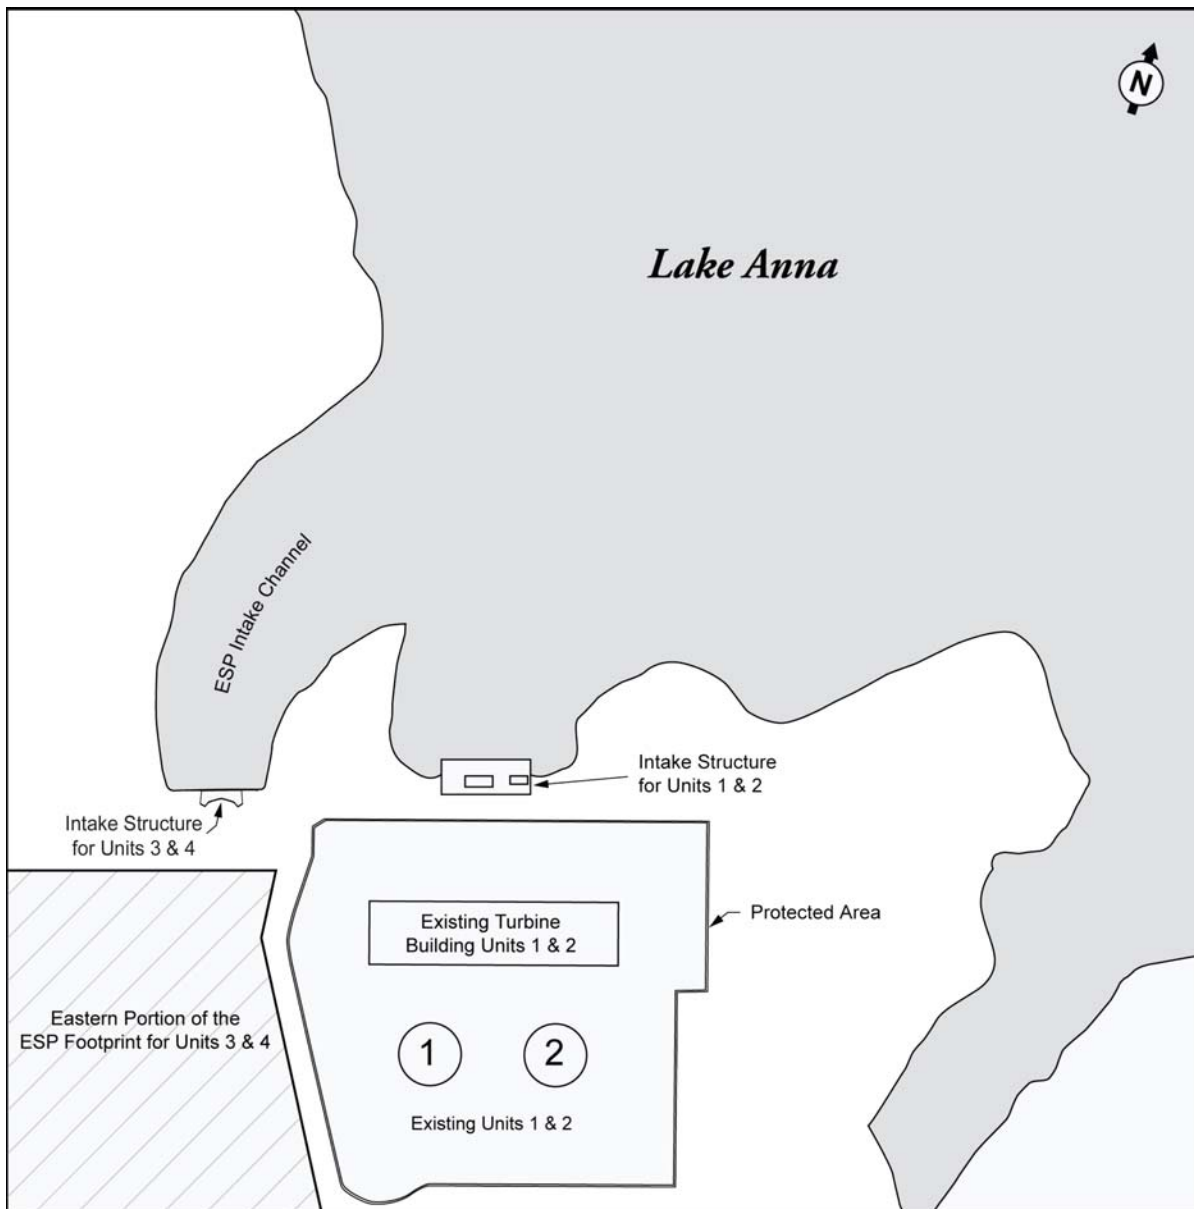 N
Lake Anna
ESP Intake Channel
Intake Structure
for Units 1 & 2
Intake Structure
for Units 3 & 4
Existing Turbine
Building Units 1 & 2
Protected Area
Eastern Portion of the
ESP Footprint for Units 3 & 4
1
2
Existing Units 1 & 2